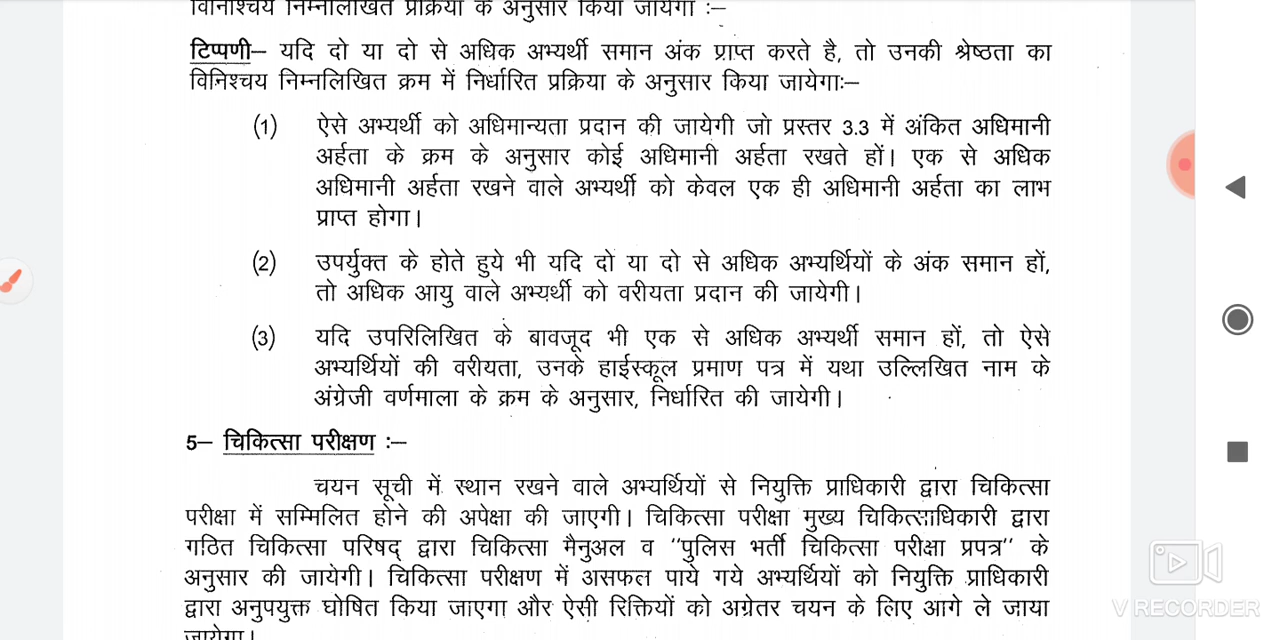 विनिश्चय निम्नलिखित प्रक्रिया के अनुसार किया जायेगा :–
टिप्पणी– यदि दो या दो से अधिक अभ्यर्थी समान अंक प्राप्त करते है, तो उनकी श्रेष्ठता का
विनिश्चय निम्नलिखित क्रम में निर्धारित प्रक्रिया के अनुसार किया जायेगाः–
(1) ऐसे अभ्यर्थी को अधिमान्यता प्रदान की जायेगी जो प्रस्तर 3.3 में अंकित अधिमानी
अर्हता के क्रम के अनुसार कोई अधिमानी अर्हता रखते हों। एक से अधिक
अधिमानी अर्हता रखने वाले अभ्यर्थी को केवल एक ही अधिमानी अर्हता का लाभ
प्राप्त होगा।
(2) उपर्युक्त के होते हुये भी यदि दो या दो से अधिक अभ्यर्थियों के अंक समान हों,
तो अधिक आयु वाले अभ्यर्थी को वरीयता प्रदान की जायेगी।
(3) यदि उपरिलिखित के बावजूद भी एक से अधिक अभ्यर्थी समान हों, तो ऐसे
अभ्यर्थियों की वरीयता, उनके हाईस्कूल प्रमाण पत्र में यथा उल्लिखित नाम के
अंग्रेजी वर्णमाला के क्रम के अनुसार, निर्धारित की जायेगी।
5– चिकित्सा परीक्षण :–
चयन सूची में स्थान रखने वाले अभ्यर्थियों से नियुक्ति प्राधिकारी द्वारा चिकित्सा
परीक्षा में सम्मिलित होने की अपेक्षा की जाएगी। चिकित्सा परीक्षा मुख्य चिकित्साधिकारी द्वारा
गठित चिकित्सा परिषद् द्वारा चिकित्सा मैनुअल व "पुलिस भर्ती चिकित्सा परीक्षा प्रपत्र" के
अनुसार की जायेगी। चिकित्सा परीक्षण में असफल पाये गये अभ्यर्थियों को नियुक्ति प्राधिकारी
द्वारा अनुपयुक्त घोषित किया जाएगा और ऐसी रिक्तियों को अग्रेतर चयन के लिए आगे ले जाया
जायेगा।
V RECORDER